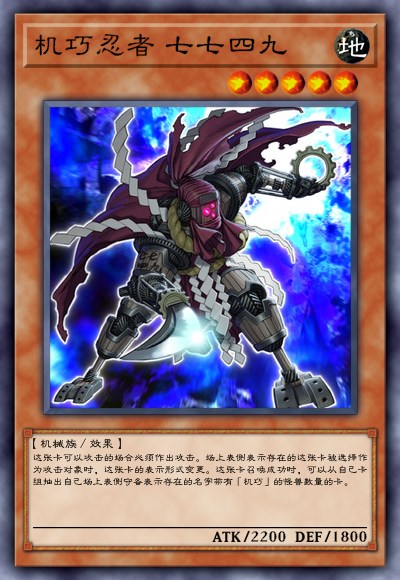 机巧忍者 七七四九
地
【机械族／效果】
这张卡可以攻击的场合必须作出攻击。场上表侧表示存在的这张卡被选择
作为攻击对象时，这张卡的表示形式变更。这张卡召唤成功时，可以从自己卡
组抽出自己场上表侧守备表示存在的名字带有「机巧」的怪兽数量的卡。
ATK/2200 DEF/1800